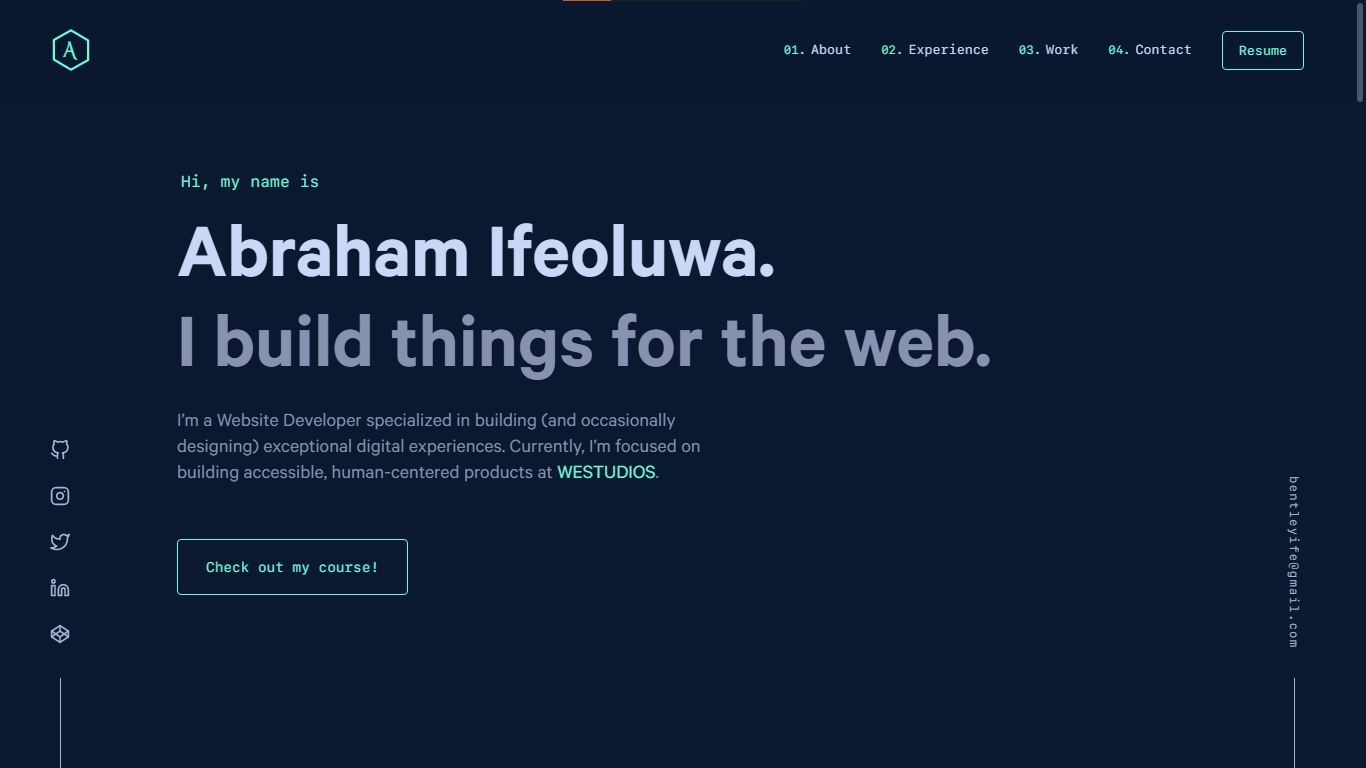 A
01. About 02. Experience 03. Work 04. Contact Resume
Hi, my name is
Abraham Ifeoluwa.
I build things for the web.
I'm a Website Developer specialized in building (and occasionally
designing) exceptional digital experiences. Currently, I'm focused on
building accessible, human-centered products at WESTUDIOS.
Check out my course!
bentleyife@gmail.com